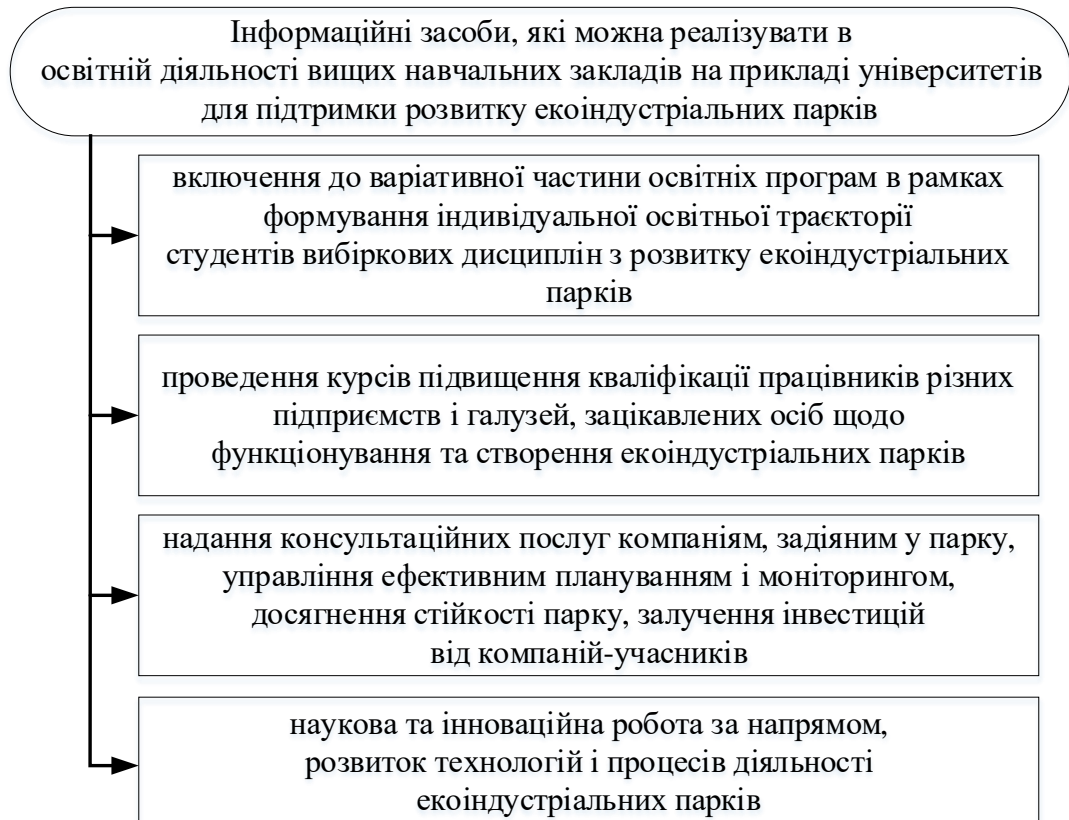 Інформаційні засоби, які можна реалізувати в
освітній діяльності вищих навчальних закладів на прикладі університетів
для підтримки розвитку екоіндустріальних парків
включення до варіативної частини освітніх програм в рамках
формування індивідуальної освітньої траєкторії
студентів вибіркових дисциплін з розвитку екоіндустріальних
парків
проведення курсів підвищення кваліфікації працівників різних
підприємств і галузей, зацікавлених осіб щодо
функціонування та створення екоіндустріальних парків
надання консультаційних послуг компаніям, задіяним у парку,
управління ефективним плануванням і моніторингом,
досягнення стійкості парку, залучення інвестицій
від компаній-учасників
наукова та інноваційна робота за напрямом,
розвиток технологій і процесів діяльності
екоіндустріальних парків